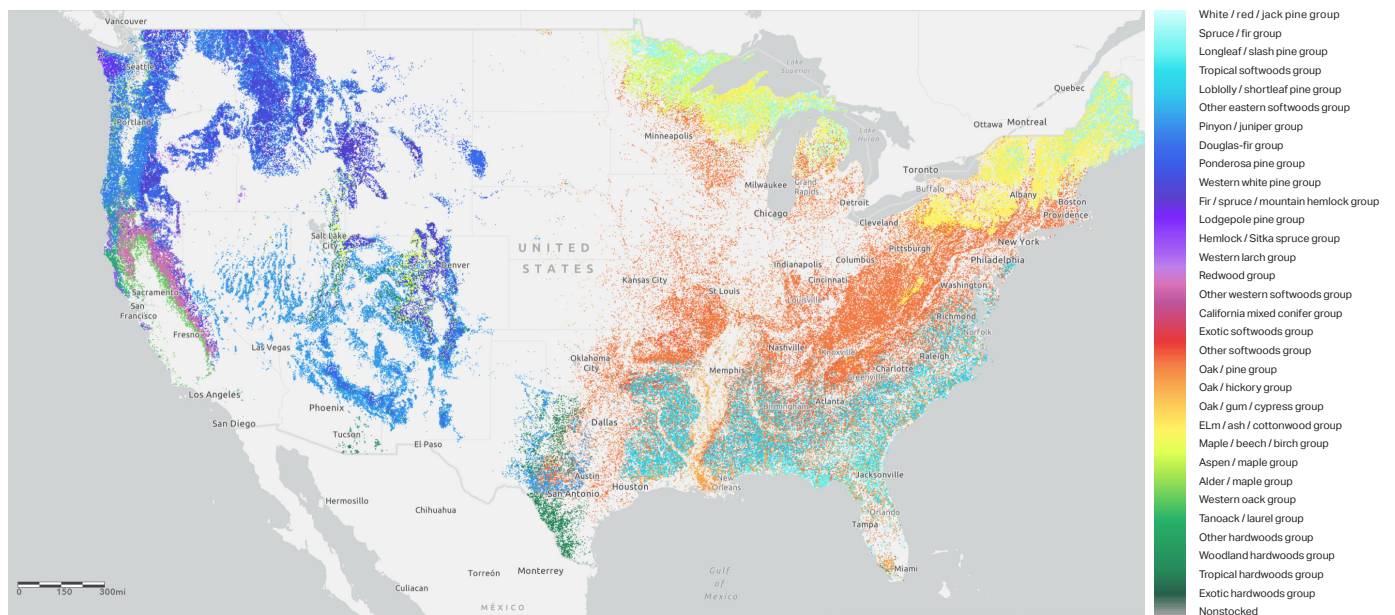 Vancouver
Seattle
Portland
Salt Lake
City
Sacramento
San
Francisco
Fresno
Las Vegas
Los Angeles
San Diego
Phoenix
Tucson
El Paso
Denver
UNITED
STATES
Minneapolis
Milwaukee
Chicago
Grand
Rapids
Detroit
Lake
Superior
Lake
Huron
Toronto
Buffalo
Ottawa
Montreal
Quebec
Albany
Boston
Providence
New York
Philadelphia
Cleveland
Pittsburgh
Columbus
Indianapolis
Cincinnati
Washington
Richmond
Norfolk
Kansas City
St Louis
Louisville
Nashville
Knoxville
Raleigh
Charlotte
Greenville
Memphis
Atlanta
Birmingham
Oklahoma
City
Dallas
Austin
San Antonio
Houston
New
Orleans
Jacksonville
Orlando
Tampa
Miami
Hermosillo
Chihuahua
Culiacan
Torreón
Monterrey
MÉXICO
Gulf
of
Mexico
0 150 300mi
White / red / jack pine group
Spruce / fir group
Longleaf / slash pine group
Tropical softwoods group
Loblolly / shortleaf pine group
Other eastern softwoods group
Pinyon / juniper group
Douglas-fir group
Ponderosa pine group
Western white pine group
Fir / spruce / mountain hemlock group
Lodgepole pine group
Hemlock / Sitka spruce group
Western larch group
Redwood group
Other western softwoods group
California mixed conifer group
Exotic softwoods group
Other softwoods group
Oak / pine group
Oak / hickory group
Oak / gum / cypress group
ELm / ash / cottonwood group
Maple / beech / birch group
Aspen / maple group
Alder / maple group
Western oack group
Tanoack / laurel group
Other hardwoods group
Woodland hardwoods group
Tropical hardwoods group
Exotic hardwoods group
Nonstocked